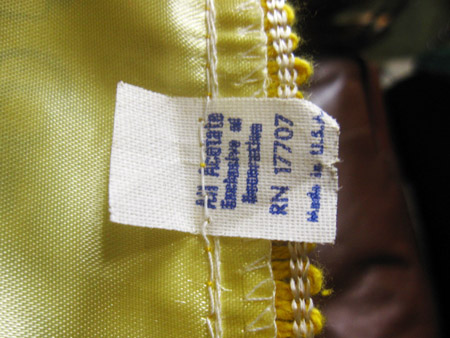 All Acetate
Exclusive of
Decoration
RN 17707
Made in U.S.A.